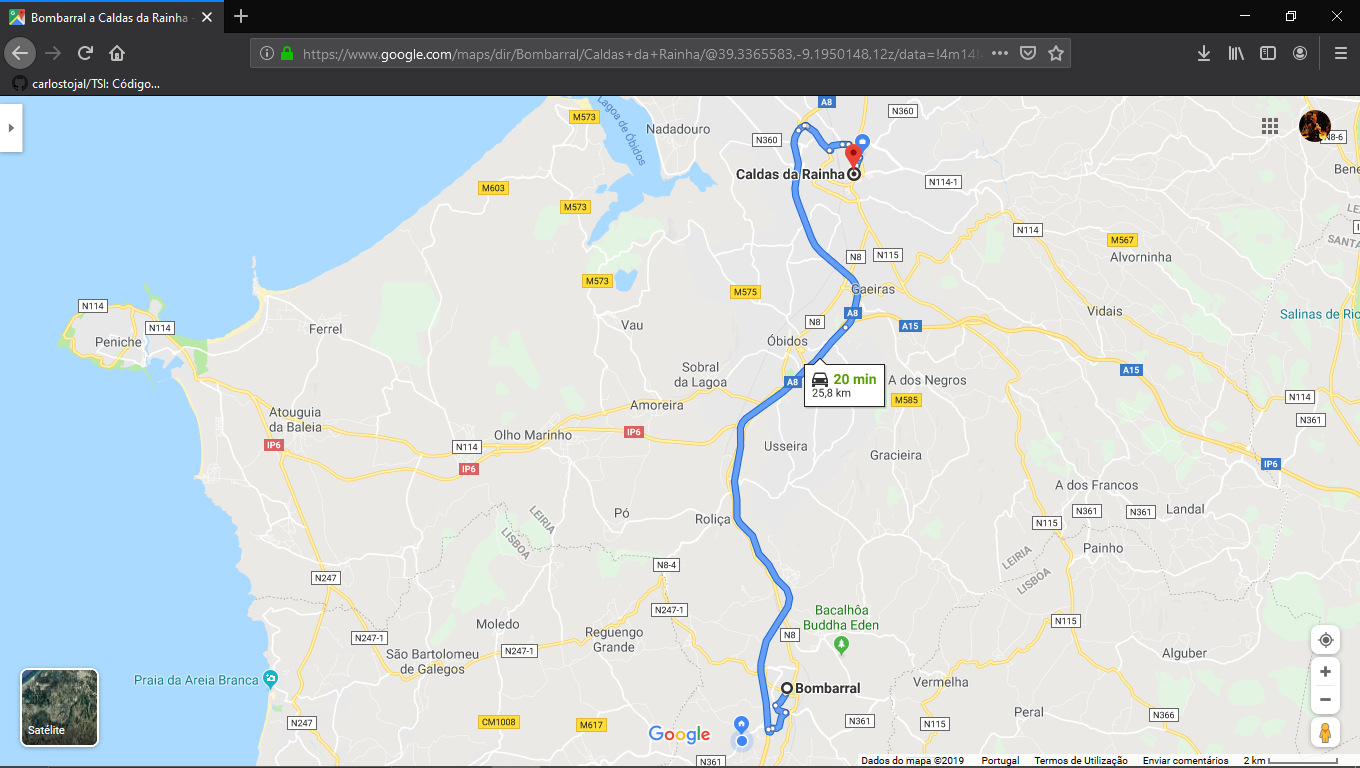 Bombarral a Caldas da Rainha -
https://www.google.com/maps/dir/Bombarral/Caldas+da+Rainha/@39.3365583,-9.1950148,12z/data=!4m14!4
carlostojal/TSI: Código...
A8
N360
M573
Lagoa de Óbidos
Nadadouro
N360
N8-6
Bene
Caldas da Rainha
M603
N114-1
M573
N114
M567
SANTA
N8
N115
Alvorninha
M573
M575
Gaeiras
N114
N114
Ferrel
Vau
N8
A8
A15
Vidais
Salinas de Rio
Peniche
Óbidos
Sobral
da Lagoa
A8
20 min
25,8 km
A dos Negros
M585
A15
N114
N361
Atouguia
da Baleia
Amoreira
IP6
N114
Olho Marinho
IP6
Usseira
Gracieira
IP6
IP6
A dos Francos
N361
N361
Landal
LEIRIA
LISBOA
Pó
Roliça
N115
Painho
LEIRIA
LISBOA
N247
N8-4
N247-1
Bacalhôa
Buddha Eden
N115
Moledo
N247-1
Reguengo
Grande
N8
São Bartolomeu
de Galegos
N247-1
Alguber
Praia da Areia Branca
Bombarral
Vermelha
Satélite
N247
CM1008
M617
Google
N361
N115
Peral
N366
N361
Dados do mapa ©2019 Portugal Termos de Utilização Enviar comentários 2 km